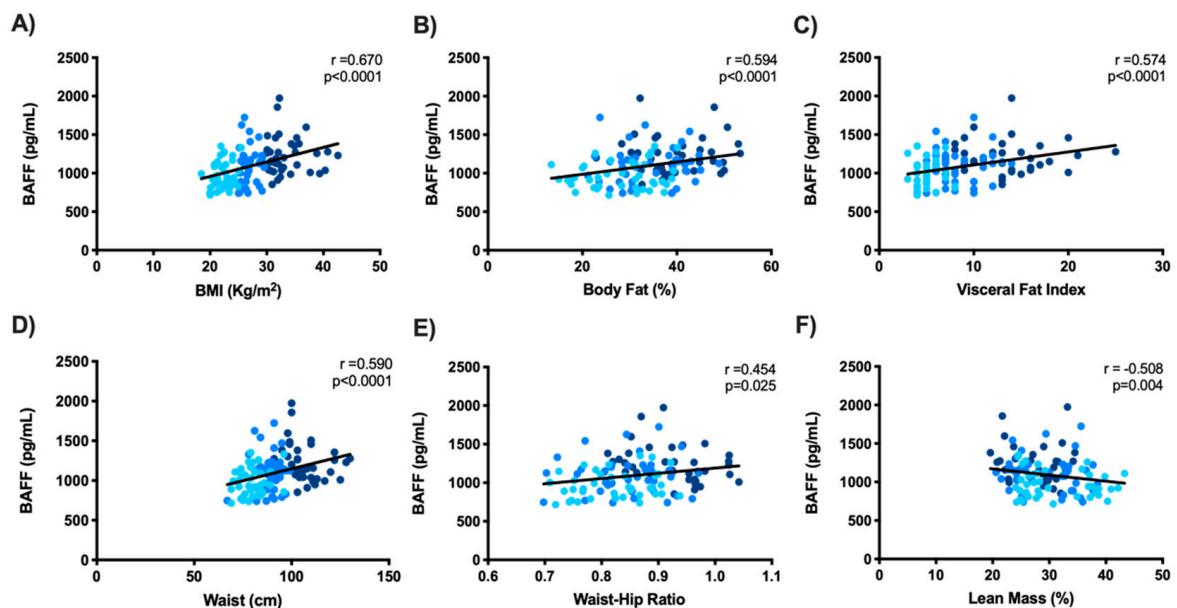 A)
r =0.670
p<0.0001
BAFF (pg/mL)
2500
2000
1500
1000
500
0
0 10 20 30 40 50
BMI (Kg/m²)
B)
r =0.594
p<0.0001
BAFF (pg/mL)
2500
2000
1500
1000
500
0
0 20 40 60
Body Fat (%)
C)
r =0.574
p<0.0001
BAFF (pg/mL)
2500
2000
1500
1000
500
0
0 10 20 30
Visceral Fat Index
D)
r =0.590
p<0.0001
BAFF (pg/mL)
2500
2000
1500
1000
500
0
0 50 100 150
Waist (cm)
E)
r =0.454
p=0.025
BAFF (pg/mL)
2500
2000
1500
1000
500
0
0.6 0.7 0.8 0.9 1.0 1.1
Waist-Hip Ratio
F)
r = -0.508
p=0.004
BAFF (pg/mL)
2500
2000
1500
1000
500
0
0 10 20 30 40 50
Lean Mass (%)